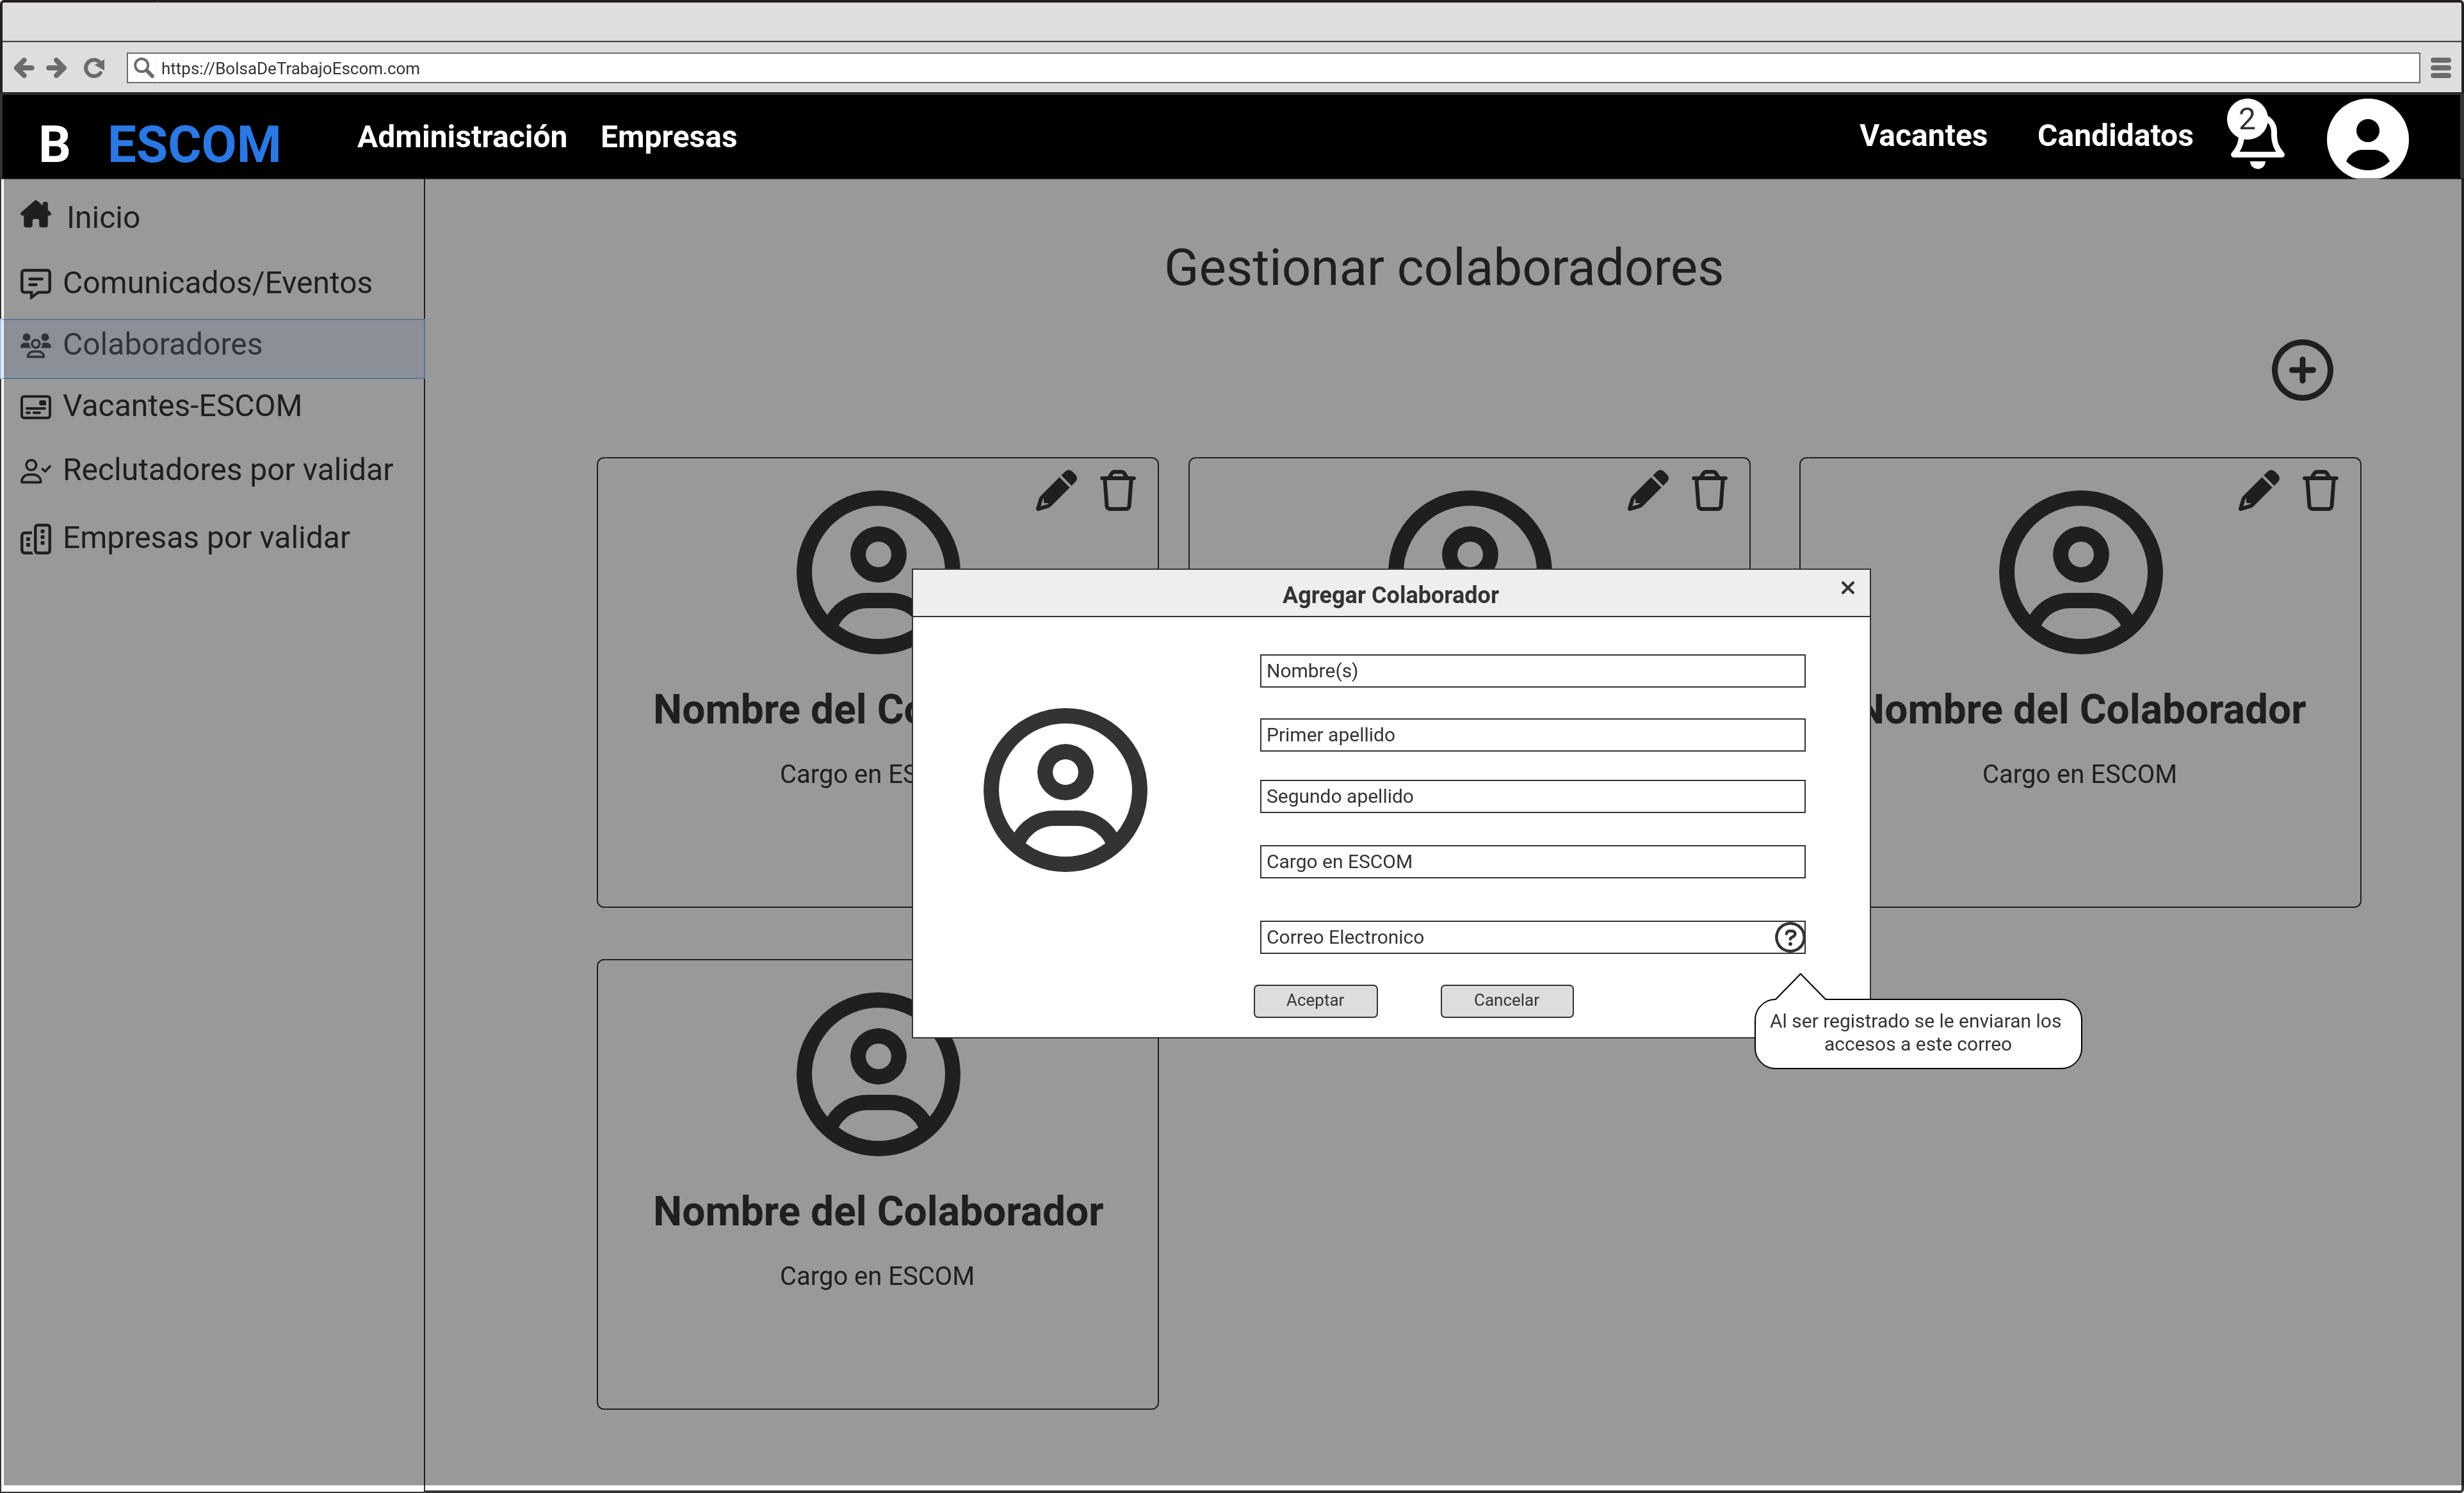 https://BolsaDeTrabajoEscom.com
B ESCOM
Administración
Empresas
Vacantes
Candidatos
2
Inicio
Comunicados/Eventos
Colaboradores
Vacantes-ESCOM
Reclutadores por validar
Empresas por validar
Gestionar colaboradores
Nombre del Co
Cargo en ES
Nombre del Colaborador
Cargo en ESCOM
Agregar Colaborador
Nombre(s)
Primer apellido
Segundo apellido
Cargo en ESCOM
Correo Electronico
?
Aceptar
Cancelar
Al ser registrado se le enviaran los
accesos a este correo
Nombre del Colaborador
Cargo en ESCOM